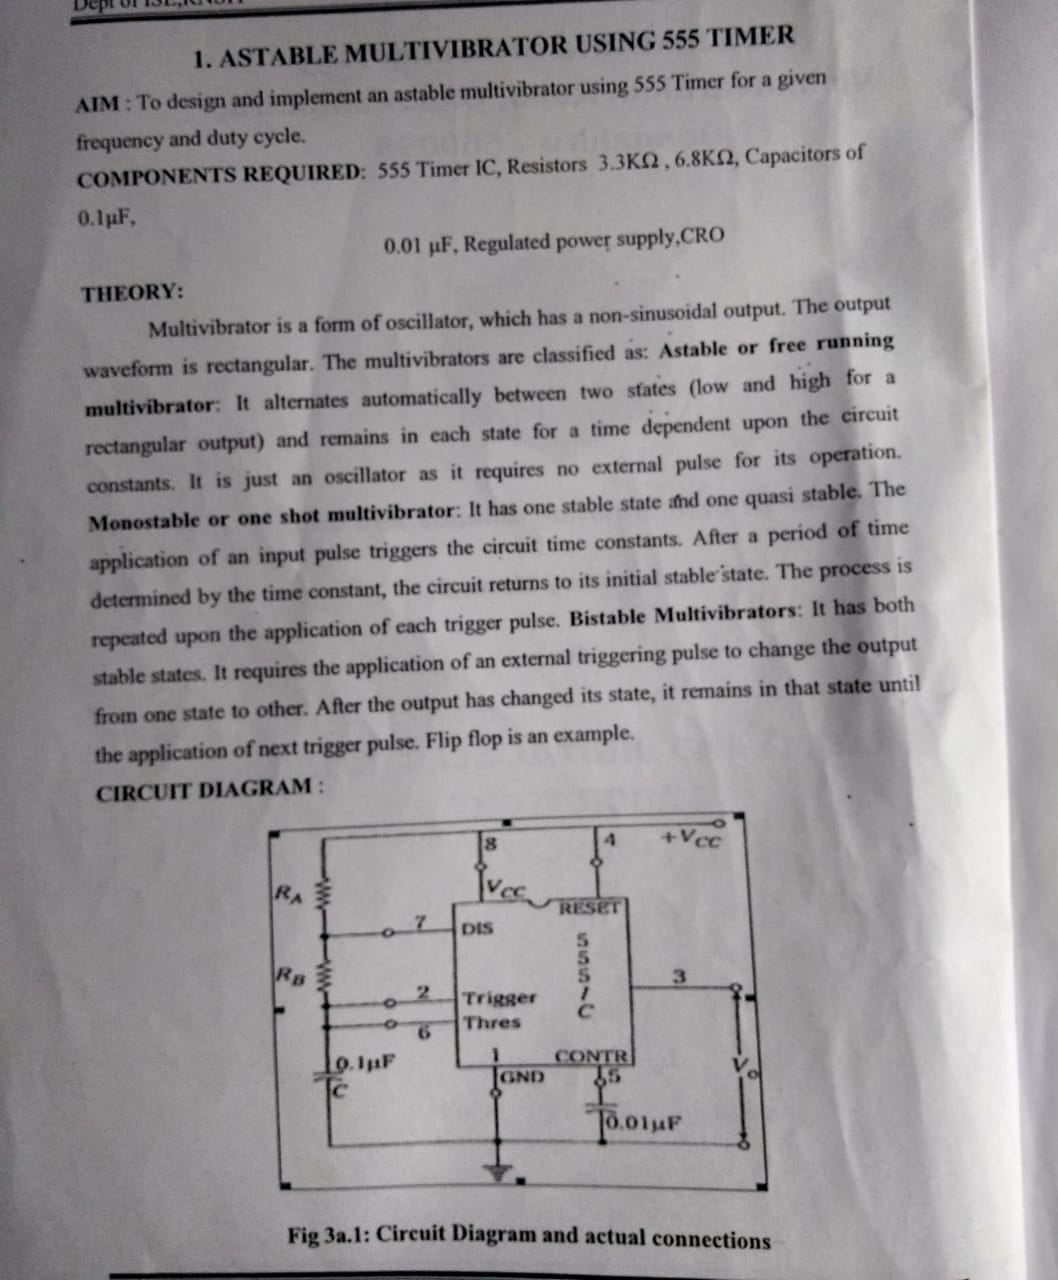 Dept of ISE,
1. ASTABLE MULTIVIBRATOR USING 555 TIMER
AIM : To design and implement an astable multivibrator using 555 Timer for a given
frequency and duty cycle.
COMPONENTS REQUIRED: 555 Timer IC, Resistors 3.3KΩ , 6.8KΩ, Capacitors of
0.1μF,
0.01 μF, Regulated power supply,CRO
THEORY:
Multivibrator is a form of oscillator, which has a non-sinusoidal output. The output
waveform is rectangular. The multivibrators are classified as: Astable or free running
multivibrator: It alternates automatically between two states (low and high for a
rectangular output) and remains in each state for a time dependent upon the circuit
constants. It is just an oscillator as it requires no external pulse for its operation.
Monostable or one shot multivibrator: It has one stable state and one quasi stable. The
application of an input pulse triggers the circuit time constants. After a period of time
determined by the time constant, the circuit returns to its initial stable state. The process is
repeated upon the application of each trigger pulse. Bistable Multivibrators: It has both
stable states. It requires the application of an external triggering pulse to change the output
from one state to other. After the output has changed its state, it remains in that state until
the application of next trigger pulse. Flip flop is an example.
CIRCUIT DIAGRAM :
8 4 +VCC
RA VCC RESET
7 DIS
555IC
RB 3
2 Trigger
6 Thres
0.1μF 1 CONTR Vo
C GND 5
0.01μF
Fig 3a.1: Circuit Diagram and actual connections